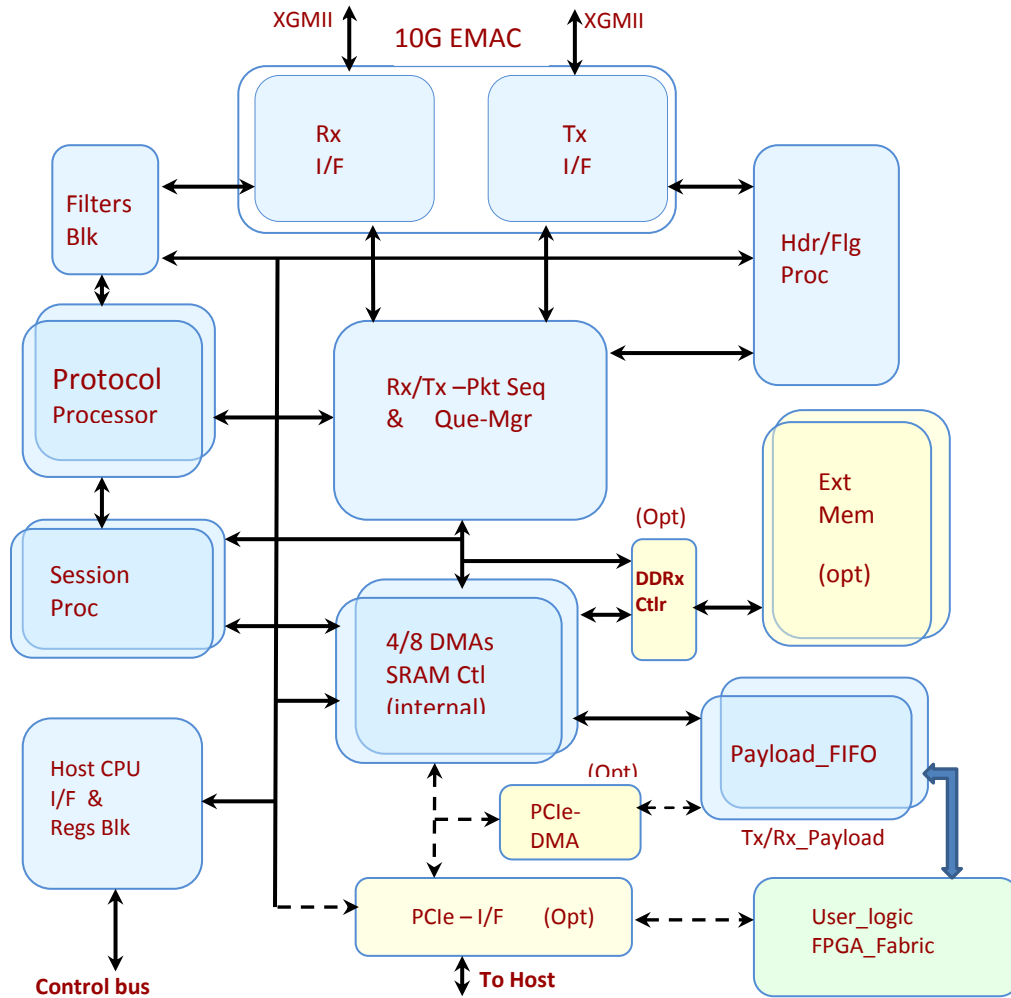 XGMII
XGMII
10G EMAC
Rx
I/F
Tx
I/F
Filters
Blk
Hdr/Flg
Proc
Protocol
Processor
Rx/Tx –Pkt Seq
& Que-Mgr
Ext
Mem
(opt)
(Opt)
DDRx
Ctlr
Session
Proc
4/8 DMAs
SRAM Ctl
(internal)
Payload_FIFO
Tx/Rx_Payload
Host CPU
I/F &
Regs Blk
(Opt)
PCIe-
DMA
PCIe – I/F (Opt)
User_logic
FPGA_Fabric
Control bus
To Host